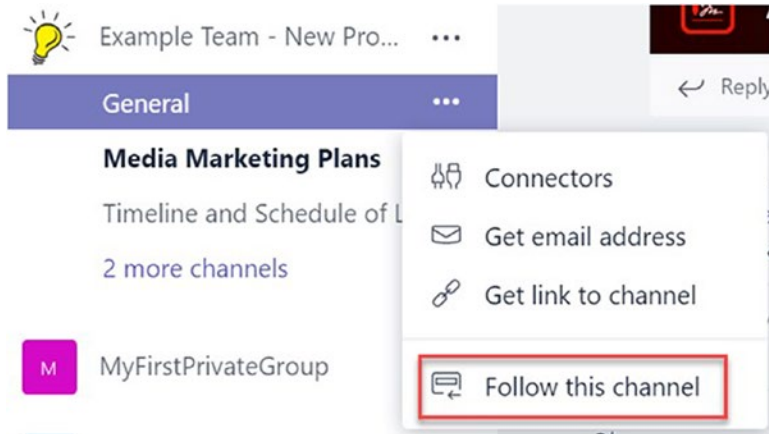 Example Team - New Pro... ...
General ...
Reply
Media Marketing Plans
Connectors
Timeline and Schedule of L
Get email address
2 more channels
Get link to channel
M MyFirstPrivateGroup
Follow this channel